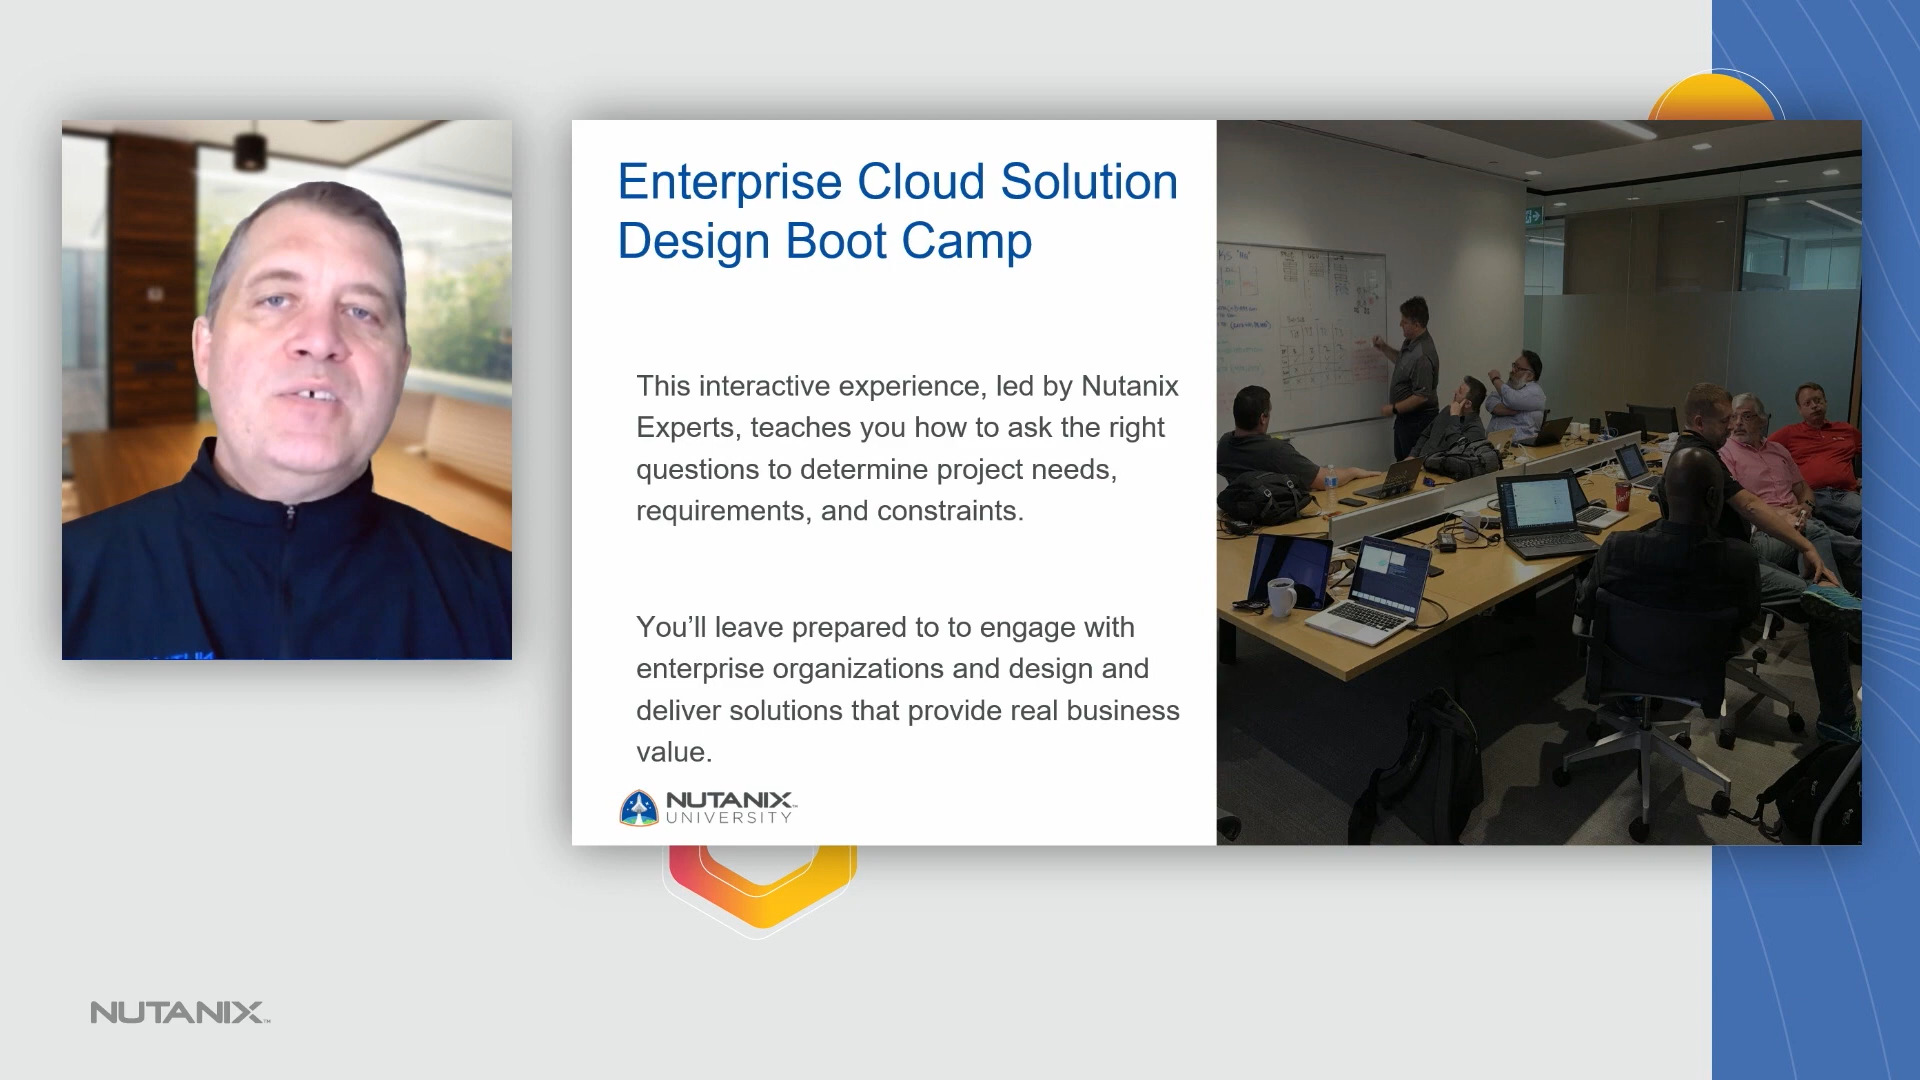 Enterprise Cloud Solution
Design Boot Camp
This interactive experience, led by Nutanix
Experts, teaches you how to ask the right
questions to determine project needs,
requirements, and constraints.
You’ll leave prepared to to engage with
enterprise organizations and design and
deliver solutions that provide real business
value.
NUTANIX™
UNIVERSITY
NUTANIX™